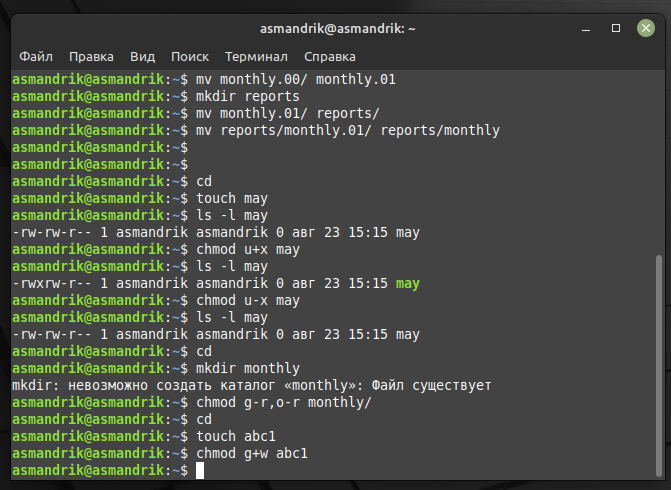 asmandrik@asmandrik: ~
Файл Правка Вид Поиск Терминал Справка
asmandrik@asmandrik:~$ mv monthly.00/ monthly.01
asmandrik@asmandrik:~$ mkdir reports
asmandrik@asmandrik:~$ mv monthly.01/ reports/
asmandrik@asmandrik:~$ mv reports/monthly.01/ reports/monthly
asmandrik@asmandrik:~$
asmandrik@asmandrik:~$
asmandrik@asmandrik:~$ cd
asmandrik@asmandrik:~$ touch may
asmandrik@asmandrik:~$ ls -l may
-rw-rw-r-- 1 asmandrik asmandrik 0 авг 23 15:15 may
asmandrik@asmandrik:~$ chmod u+x may
asmandrik@asmandrik:~$ ls -l may
-rwxrw-r-- 1 asmandrik asmandrik 0 авг 23 15:15 may
asmandrik@asmandrik:~$ chmod u-x may
asmandrik@asmandrik:~$ ls -l may
-rw-rw-r-- 1 asmandrik asmandrik 0 авг 23 15:15 may
asmandrik@asmandrik:~$ cd
asmandrik@asmandrik:~$ mkdir monthly
mkdir: невозможно создать каталог «monthly»: Файл существует
asmandrik@asmandrik:~$ chmod g-r,o-r monthly/
asmandrik@asmandrik:~$ cd
asmandrik@asmandrik:~$ touch abc1
asmandrik@asmandrik:~$ chmod g+w abc1
asmandrik@asmandrik:~$